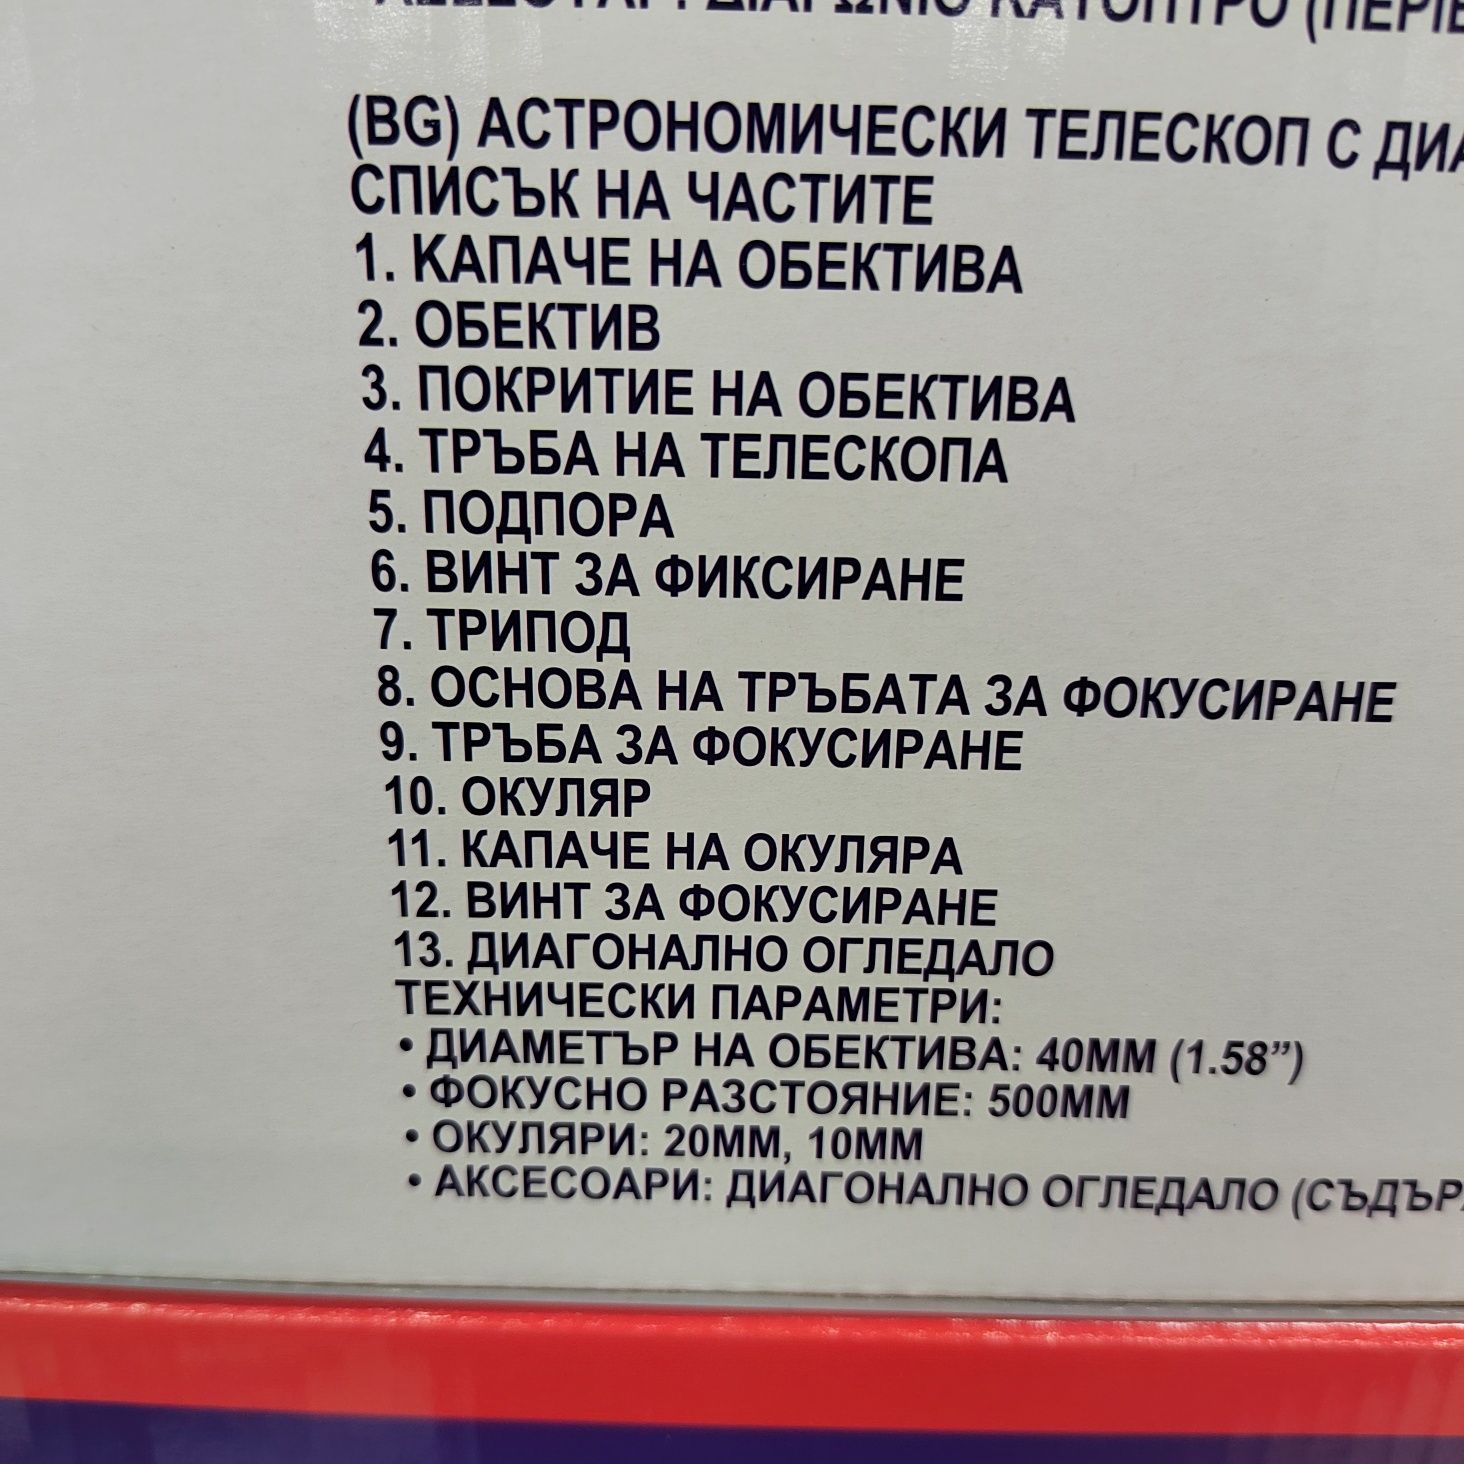 ΔΙΑΓΩΝΙΟ ΚΑΤΟΠΤΡΟ
(BG) АСТРОНОМИЧЕСКИ ТЕЛЕСКОП С
СПИСЪК НА ЧАСТИТЕ
1. КАПАЧЕ НА ОБЕКТИВА
2. ОБЕКТИВ
3. ПОКРИТИЕ НА ОБЕКТИВА
4. ТРЪБА НА ТЕЛЕСКОПА
5. ПОДПОРА
6. ВИНТ ЗА ФИКСИРАНЕ
7. ТРИПОД
8. ОСНОВА НА ТРЪБАТА ЗА ФОКУСИРАНЕ
9. ТРЪБА ЗА ФОКУСИРАНЕ
10. ОКУЛЯР
11. КАПАЧЕ НА ОКУЛЯРА
12. ВИНТ ЗА ФОКУСИРАНЕ
13. ДИАГОНАЛНО ОГЛЕДАЛО
ТЕХНИЧЕСКИ ПАРАМЕТРИ:
• ДИАМЕТЪР НА ОБЕКТИВА: 40ММ (1.58”)
• ФОКУСНО РАЗСТОЯНИЕ: 500ММ
• ОКУЛЯРИ: 20ММ, 10ММ
• АКСЕСОАРИ: ДИАГОНАЛНО ОГЛЕДАЛО